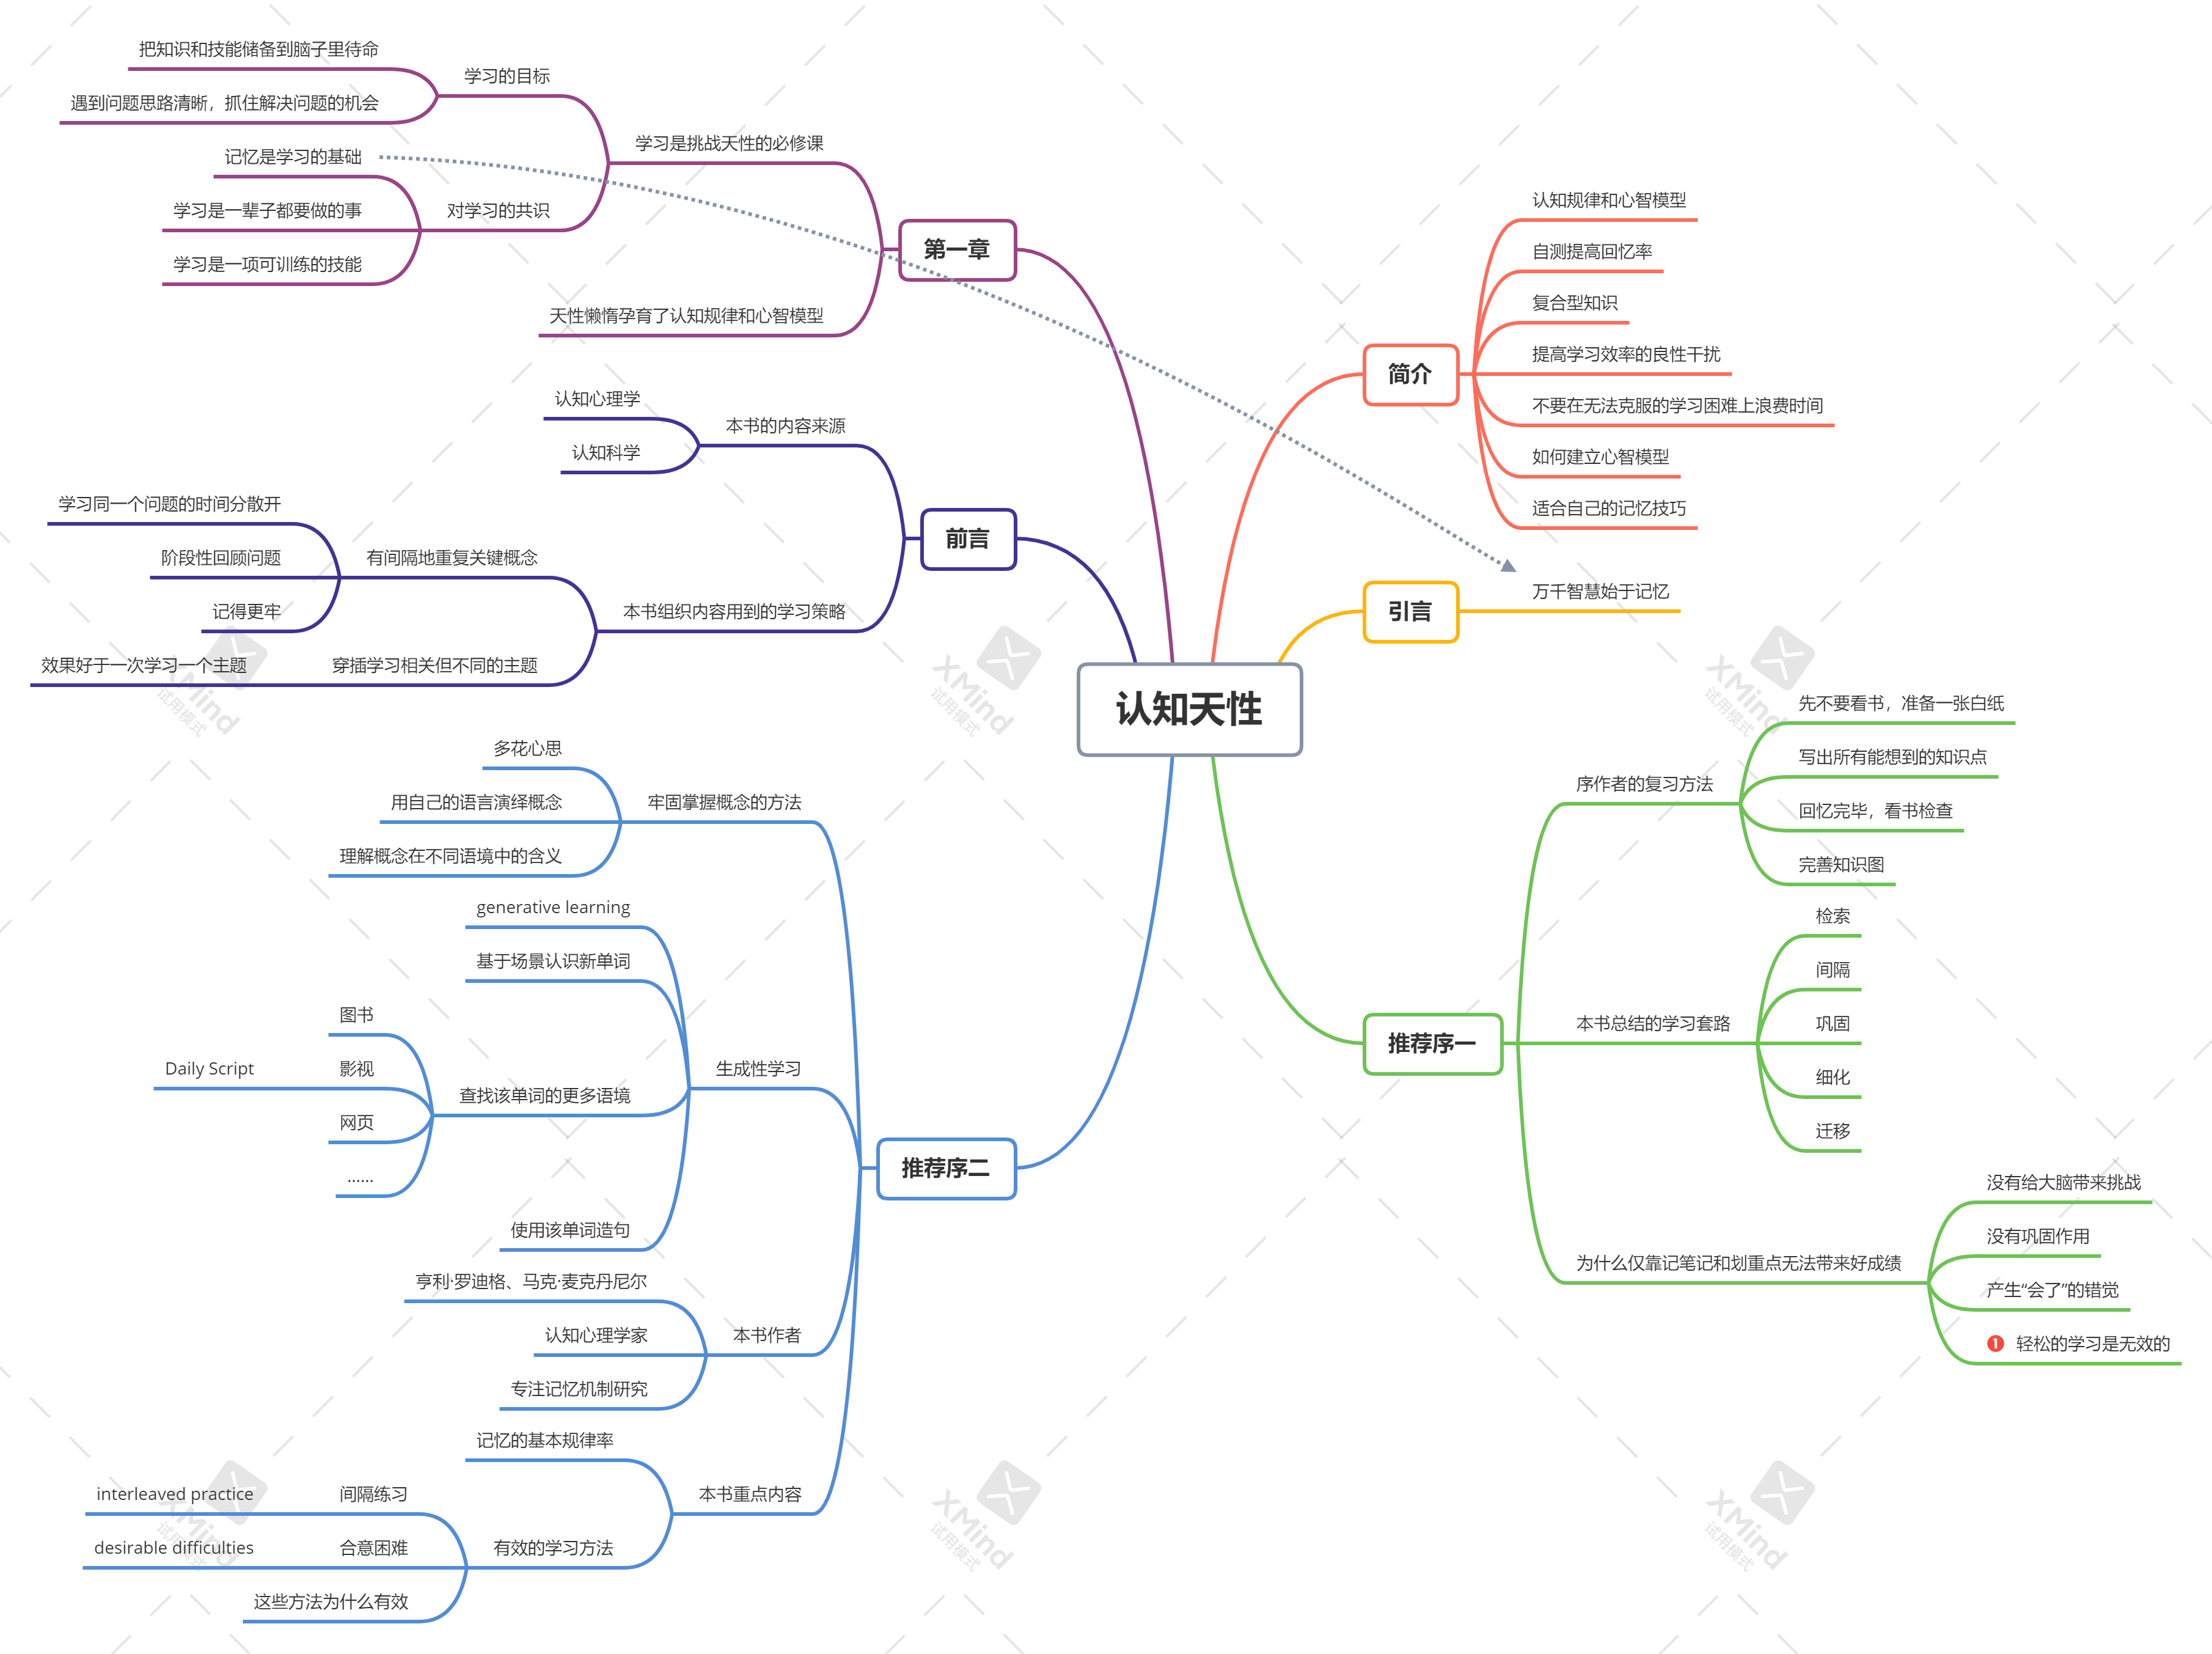 认知天性
简介
认知规律和心智模型
自测提高回忆率
复合型知识
提高学习效率的良性干扰
不要在无法克服的学习困难上浪费时间
如何建立心智模型
适合自己的记忆技巧
引言
万千智慧始于记忆
推荐序一
序作者的复习方法
先不要看书，准备一张白纸
写出所有能想到的知识点
回忆完毕，看书检查
完善知识图
本书总结的学习套路
检索
间隔
巩固
细化
迁移
为什么仅靠记笔记和划重点无法带来好成绩
没有给大脑带来挑战
没有巩固作用
产生“会了”的错觉
1 轻松的学习是无效的
第一章
学习是挑战天性的必修课
学习的目标
把知识和技能储备到脑子里待命
遇到问题思路清晰，抓住解决问题的机会
对学习的共识
记忆是学习的基础
学习是一辈子都要做的事
学习是一项可训练的技能
天性懒惰孕育了认知规律和心智模型
前言
本书的内容来源
认知心理学
认知科学
本书组织内容用到的学习策略
有间隔地重复关键概念
学习同一个问题的时间分散开
阶段性回顾问题
记得更牢
穿插学习相关但不同的主题
效果好于一次学习一个主题
推荐序二
牢固掌握概念的方法
多花心思
用自己的语言演绎概念
理解概念在不同语境中的含义
生成性学习
generative learning
基于场景认识新单词
查找该单词的更多语境
图书
影视
Daily Script
网页
……
使用该单词造句
本书作者
亨利·罗迪格、马克·麦克丹尼尔
认知心理学家
专注记忆机制研究
本书重点内容
记忆的基本规律率
有效的学习方法
间隔练习
interleaved practice
合意困难
desirable difficulties
这些方法为什么有效
XMind
试用模式
XMind
试用模式
XMind
试用模式
XMind
试用模式
XMind
试用模式
XMind
试用模式